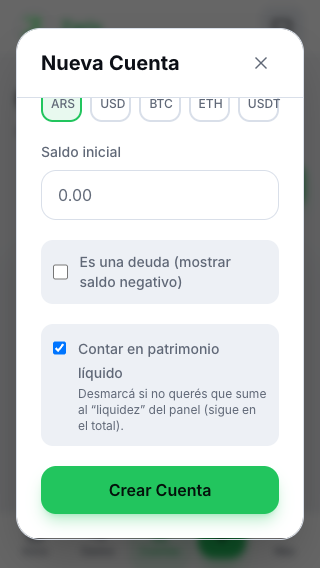 Nueva Cuenta
ARS USD BTC ETH USDT
Saldo inicial
0.00
Es una deuda (mostrar
saldo negativo)
Contar en patrimonio
líquido
Desmarcá si no querés que sume
al “liquidez” del panel (sigue en
el total).
Crear Cuenta